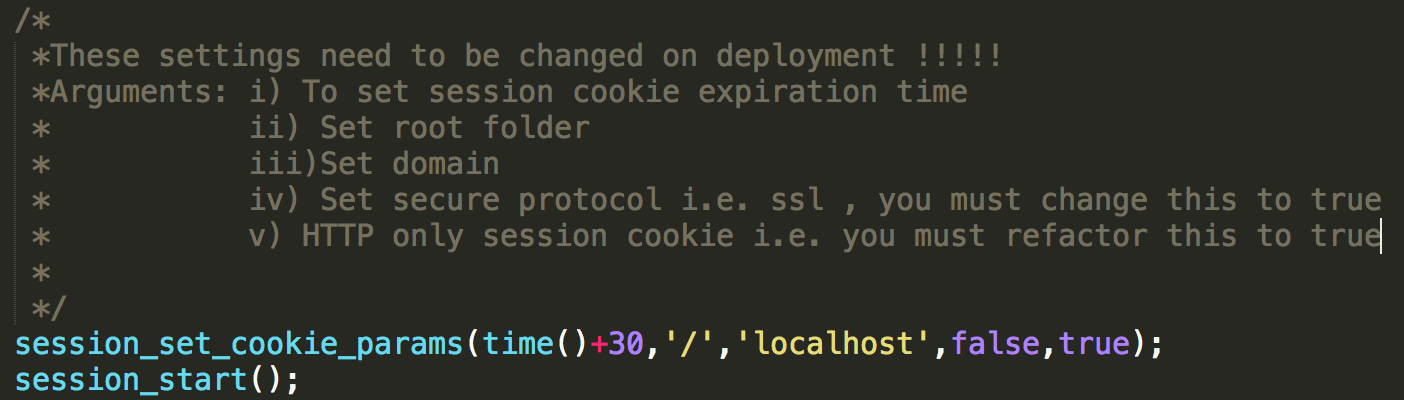 /*
*These settings need to be changed on deployment !!!!!
*Arguments: i) To set session cookie expiration time
*           ii) Set root folder
*           iii)Set domain
*           iv) Set secure protocol i.e. ssl , you must change this to true
*           v) HTTP only session cookie i.e. you must refactor this to true
*
*/
session_set_cookie_params(time()+30,'/','localhost',false,true);
session_start();